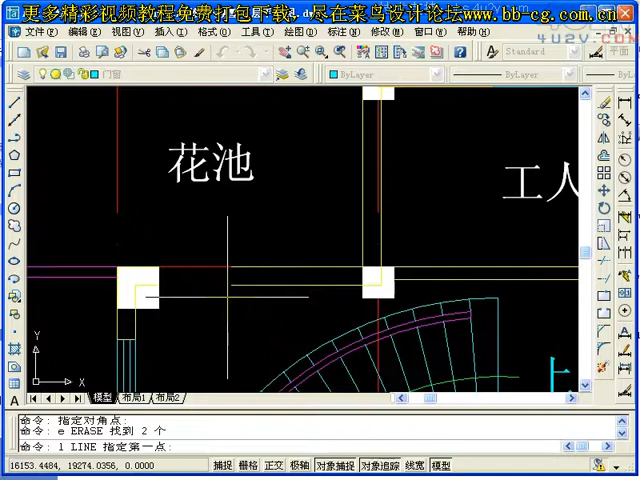 更多精彩视频教程免费打包下载,尽在菜鸟设计论坛www.bb-cg.com.cn
4U2V.COM
文件(F) 编辑(E) 视图(V) 插入(I) 格式(O) 工具(T) 绘图(D) 标注(N) 修改(M) 窗口(W) 帮助(H)
Standard
平面
门窗
ByLayer
ByLayer
花池
工人
上
Y
X
模型 布局1 布局2
命令: 指定对角点:
命令: e ERASE 找到 2 个
命令: l LINE 指定第一点:
16153.4484, 19274.0356, 0.0000
捕捉 栅格 正交 极轴 对象捕捉 对象追踪 线宽 模型